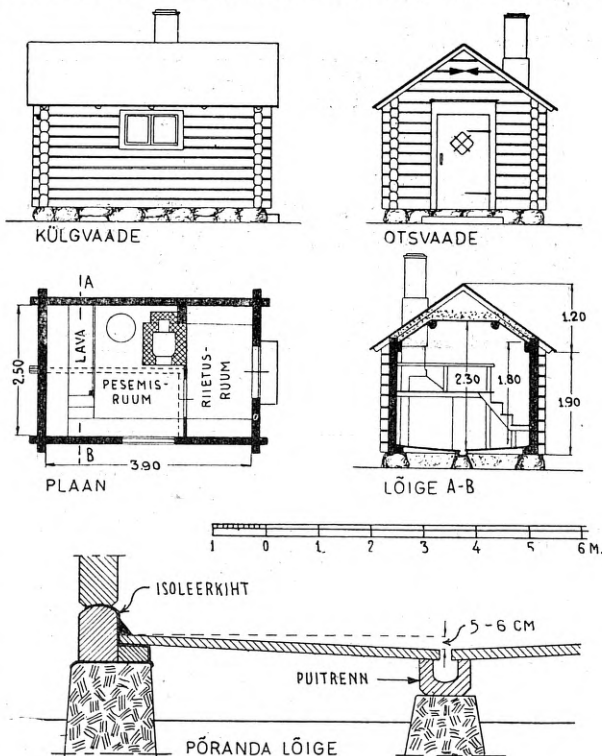 KÜLGVAADE
OTSVAADE
A
LAVA
2.50
PESEMIS-
RUUM
RIIETUS-
RUUM
B
3.90
PLAAN
1.20
2.30
1.80
1.90
LÕIGE A-B
1 0 1 2 3 4 5 6 M.
ISOLEERKIHT
5-6 CM
PUITRENN
PÕRANDA LÕIGE